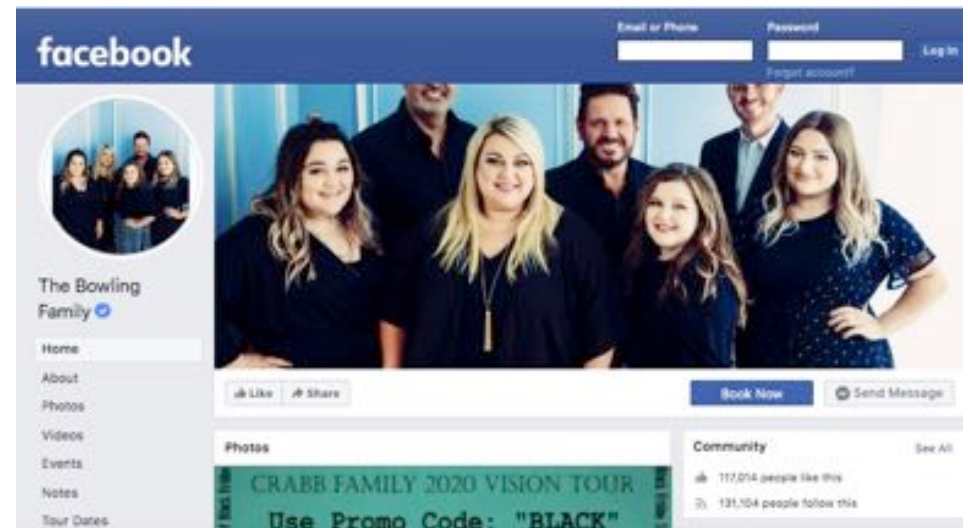 Email or Phone
Password
facebook
Log In
Forgot account?
The Bowling
Family
Home
About
Photos
Videos
Events
Notes
Tour Dates
Like
Share
Book Now
Send Message
Photos
CRABB FAMILY 2020 VISION TOUR
Use Promo Code: "BLACK"
Community
See All
117,014 people like this
131,104 people follow this